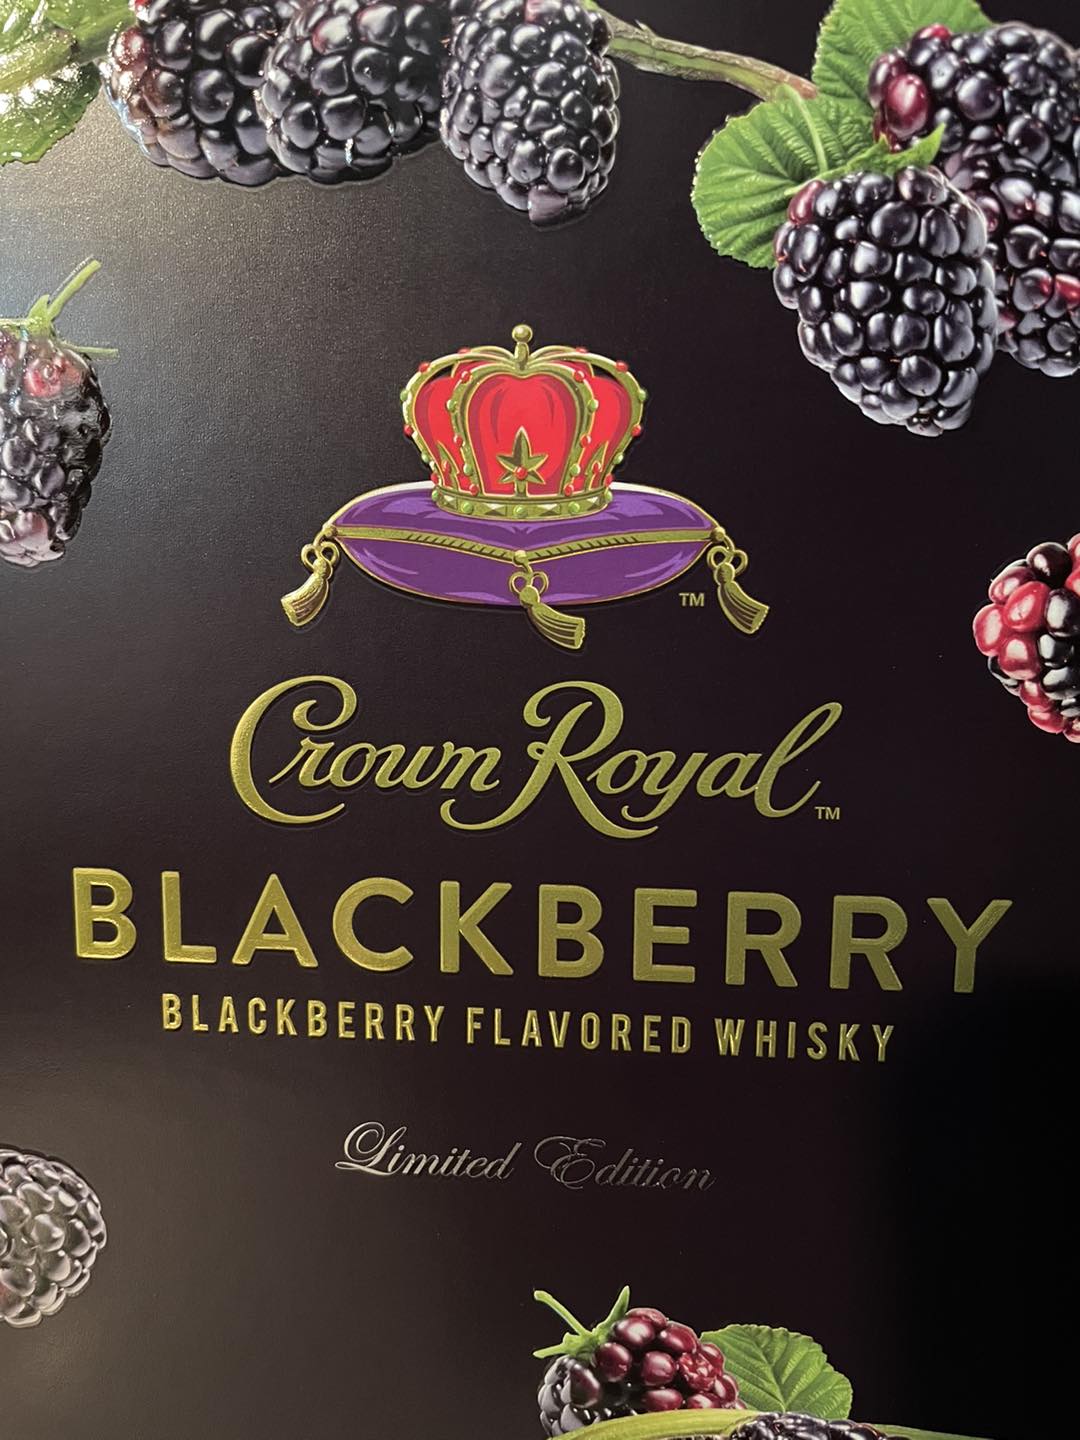 TM
Crown Royal TM
BLACKBERRY
BLACKBERRY FLAVORED WHISKY
Limited Edition